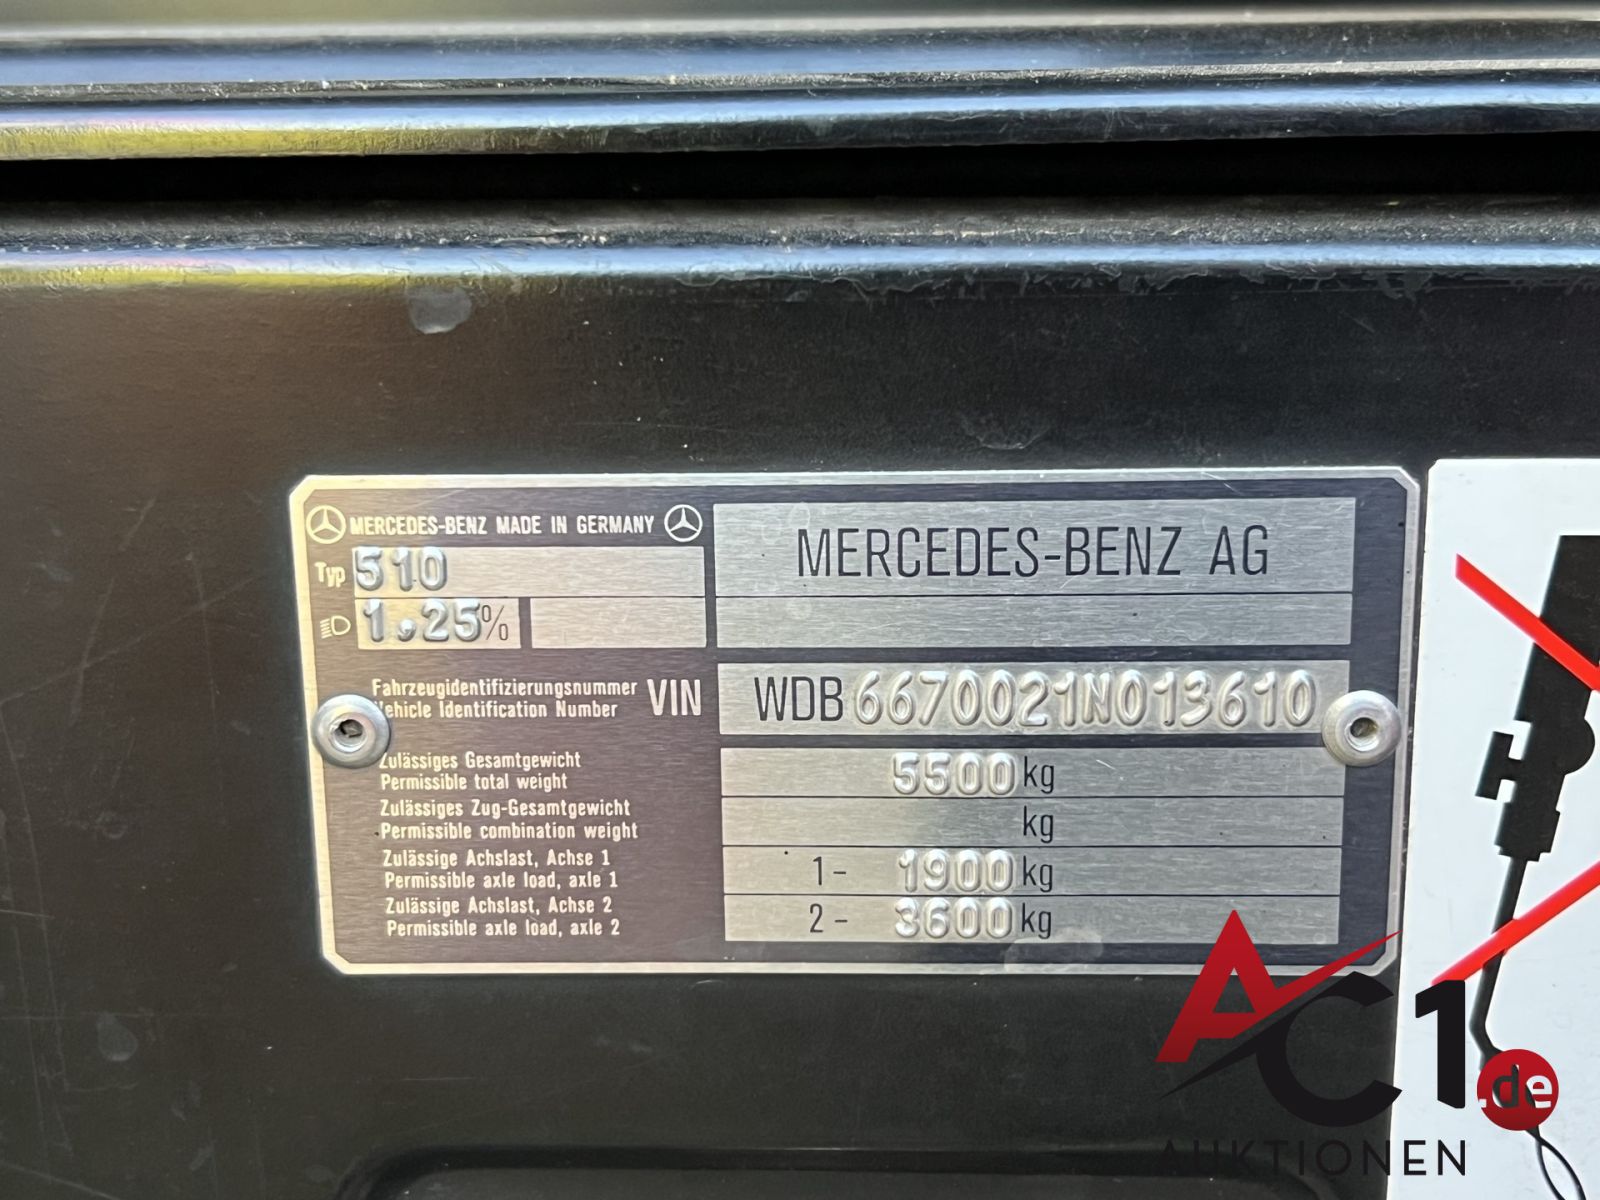 MERCEDES-BENZ MADE IN GERMANY
MERCEDES-BENZ AG
Typ 510
1,25%
Fahrzeugidentifizierungsnummer
Vehicle Identification Number
VIN
WDB6670021N013610
Zulässiges Gesamtgewicht
Permissible total weight
5500 kg
Zulässiges Zug-Gesamtgewicht
Permissible combination weight
kg
Zulässige Achslast, Achse 1
Permissible axle load, axle 1
1- 1900 kg
Zulässige Achslast, Achse 2
Permissible axle load, axle 2
2- 3600 kg
AC1.de
AUKTIONEN